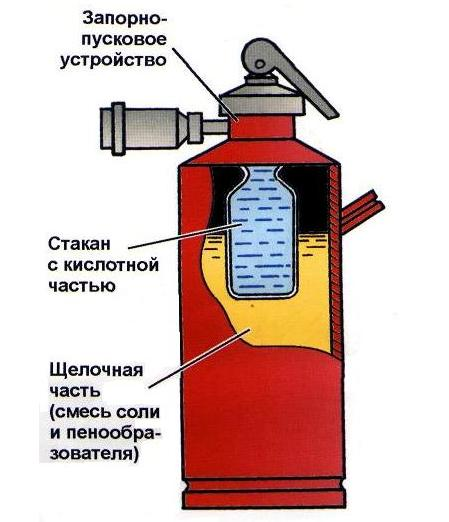 Запорно-
пусковое
устройство
Стакан
с кислотной
частью
Щелочная
часть
(смесь соли
и пенообра-
зователя)